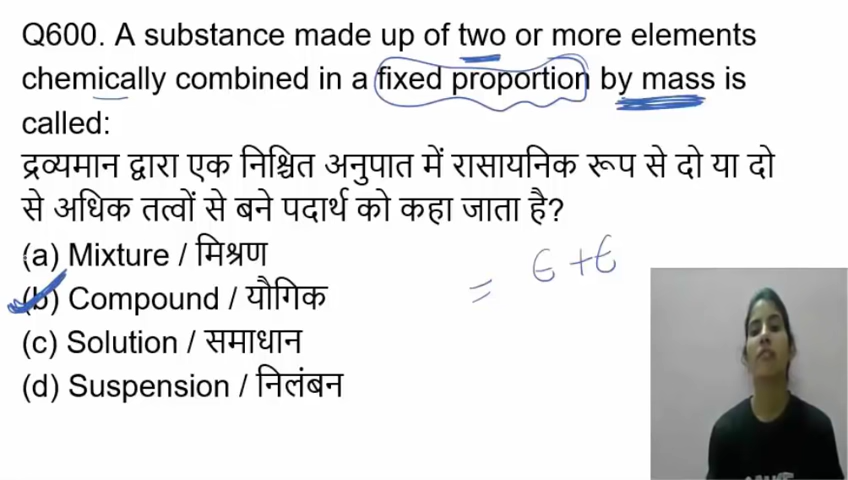 Q600. A substance made up of two or more elements
chemically combined in a fixed proportion by mass is
called:
द्रव्यमान द्वारा एक निश्चित अनुपात में रासायनिक रूप से दो या दो
से अधिक तत्वों से बने पदार्थ को कहा जाता है?
(a) Mixture / मिश्रण
(b) Compound / यौगिक
= E + E
(c) Solution / समाधान
(d) Suspension / निलंबन